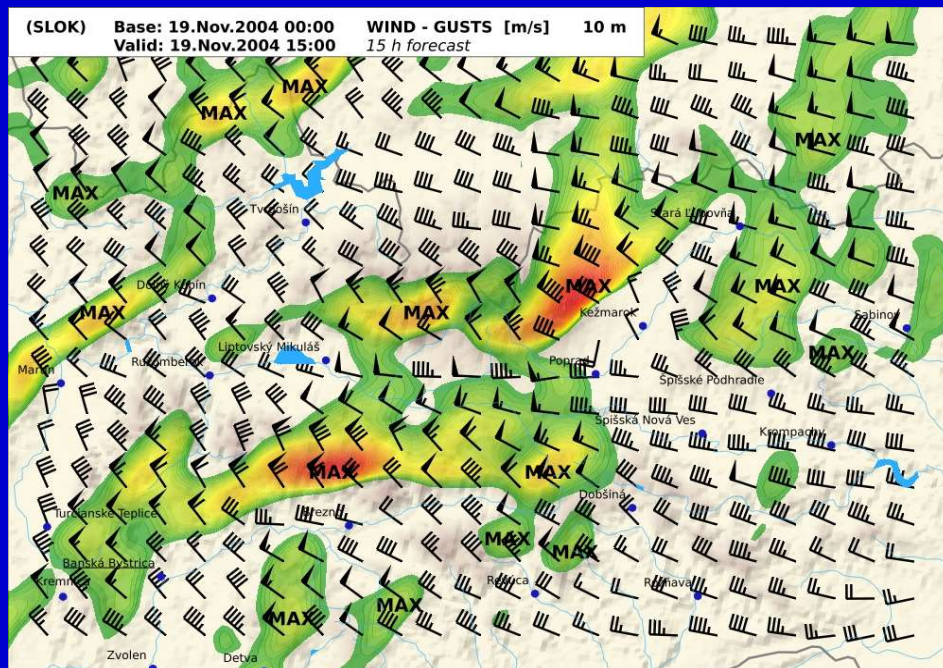 (SLOK) Base: 19.Nov.2004 00:00 WIND - GUSTS [m/s] 10 m
Valid: 19.Nov.2004 15:00 15 h forecast
MAX
MAX
MAX
MAX
Tvrdošín
Stará Ľubovňa
Dolný Kubín
MAX
MAX
MAX
MAX
Kežmarok
Sabinov
Liptovský Mikuláš
MAX
Ružomberok
Poprad
Martin
Spišské Podhradie
Spišská Nová Ves
Krompachy
MAX
MAX
Dobšiná
Turčianske Teplice
Brezno
MAX
MAX
Banská Bystrica
Kremnica
Revúca
Rožňava
MAX
MAX
Zvolen
Detva